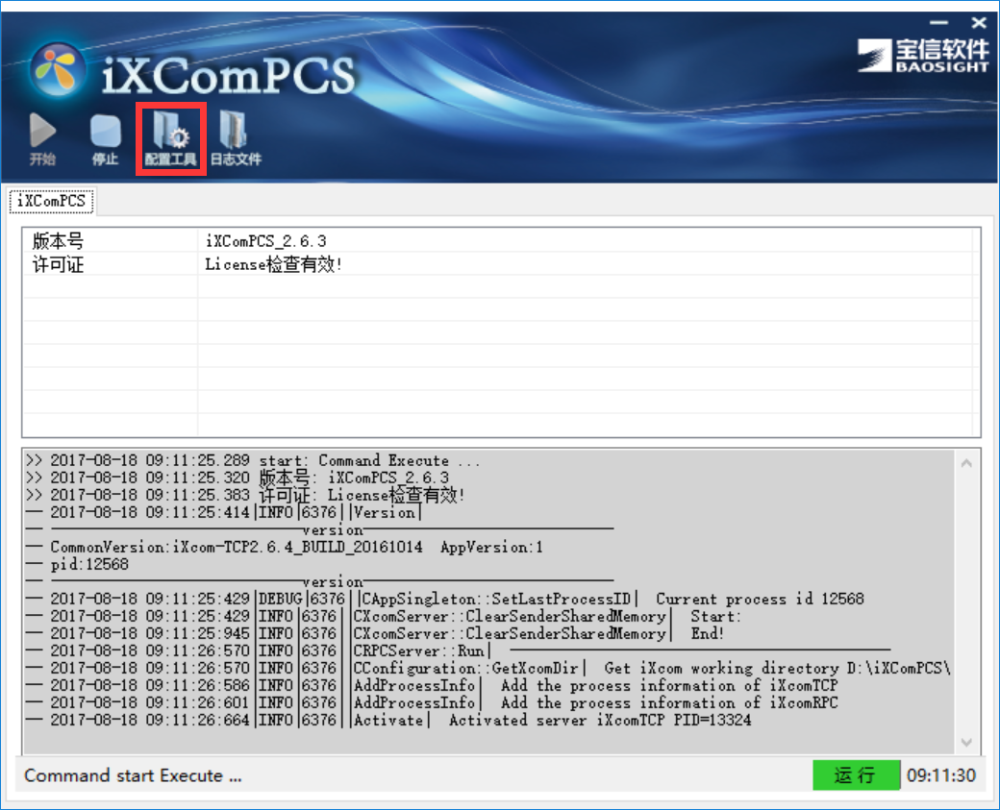 iXComPCS
宝信软件
BAOSIGHT
开始 停止 配置工具 日志文件
iXComPCS
版本号 iXComPCS_2.6.3
许可证 License检查有效!
>> 2017-08-18 09:11:25.289 start: Command Execute ...
>> 2017-08-18 09:11:25.320 版本号: iXComPCS_2.6.3
>> 2017-08-18 09:11:25.383 许可证: License检查有效!
— 2017-08-18 09:11:25:414|INFO|6376||Version|
— ————————————————version————————————————
— CommonVersion:iXcom-TCP2.6.4_BUILD_20161014 AppVersion:1
— pid:12568
— ————————————————version————————————————
— 2017-08-18 09:11:25:429|DEBUG|6376||CAppSingleton::SetLastProcessID| Current process id 12568
— 2017-08-18 09:11:25:429|INFO|6376||CXcomServer::ClearSenderSharedMemory| Start:
— 2017-08-18 09:11:25:945|INFO|6376||CXcomServer::ClearSenderSharedMemory| End!
— 2017-08-18 09:11:26:570|INFO|6376||CRPCServer::Run| ————————————————————————
— 2017-08-18 09:11:26:570|INFO|6376||CConfiguration::GetXcomDir| Get iXcom working directory D:\iXComPCS\
— 2017-08-18 09:11:26:586|INFO|6376||AddProcessInfo| Add the process information of iXcomTCP
— 2017-08-18 09:11:26:601|INFO|6376||AddProcessInfo| Add the process information of iXcomRPC
— 2017-08-18 09:11:26:664|INFO|6376||Activate| Activated server iXcomTCP PID=13324
Command start Execute ... 运行 09:11:30